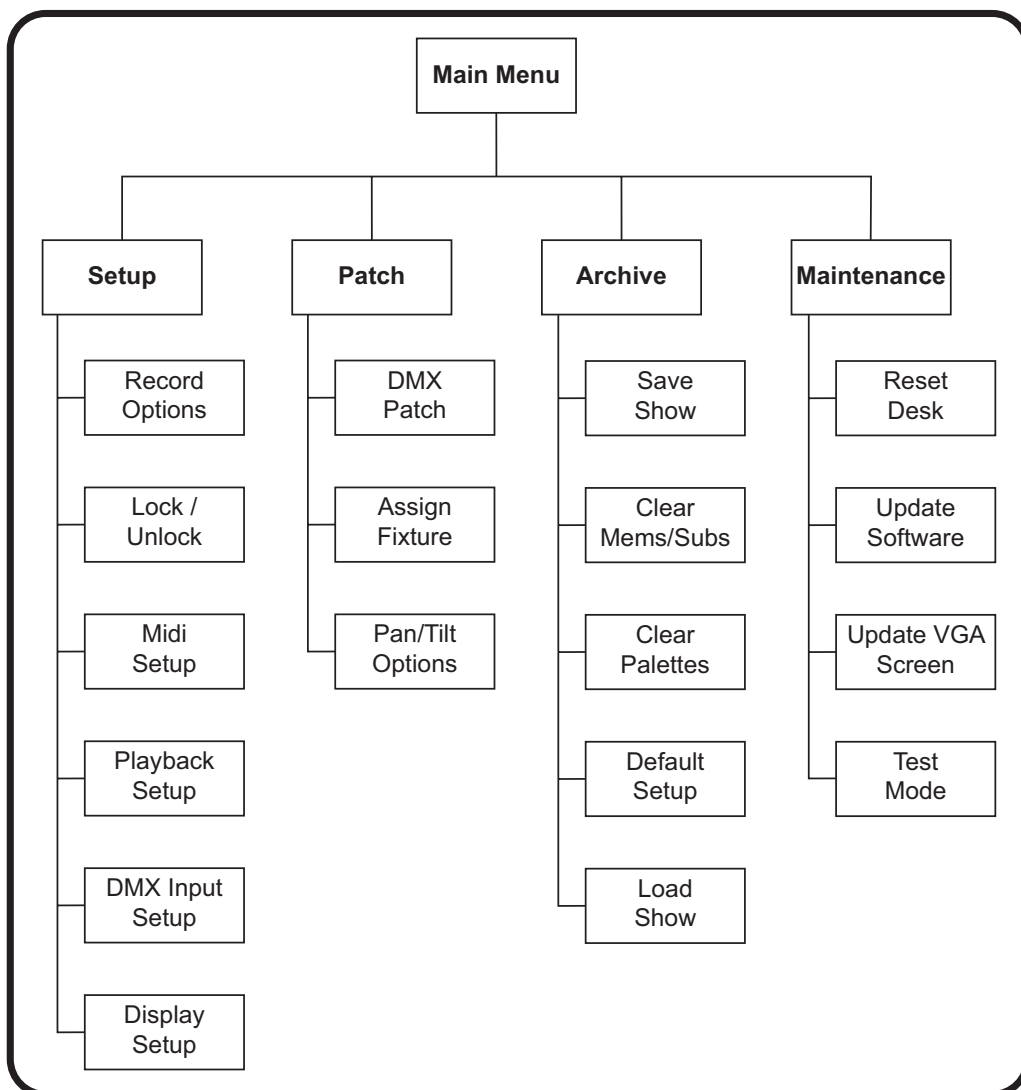 Main Menu
Setup
Patch
Archive
Maintenance
Record
Options
Lock /
Unlock
Midi
Setup
Playback
Setup
DMX Input
Setup
Display
Setup
DMX
Patch
Assign
Fixture
Pan/Tilt
Options
Save
Show
Clear
Mems/Subs
Clear
Palettes
Default
Setup
Load
Show
Reset
Desk
Update
Software
Update VGA
Screen
Test
Mode